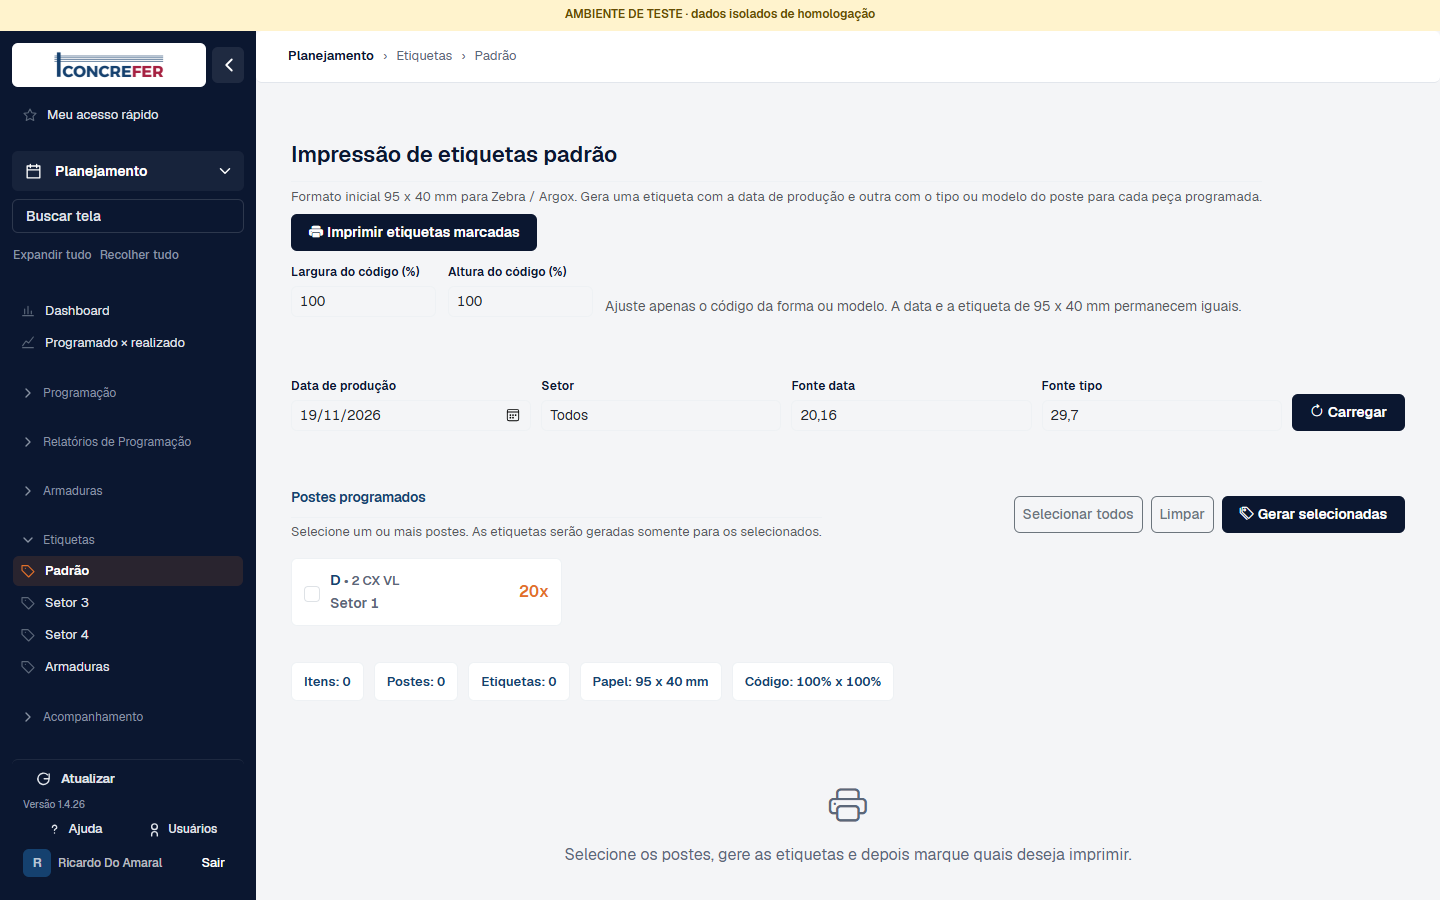 AMBIENTE DE TESTE · dados isolados de homologação
CONCREFER
Meu acesso rápido
Planejamento
Buscar tela
Expandir tudo Recolher tudo
Dashboard
Programado × realizado
Programação
Relatórios de Programação
Armaduras
Etiquetas
Padrão
Setor 3
Setor 4
Armaduras
Acompanhamento
Atualizar
Versão 1.4.26
? Ajuda Usuários
R Ricardo Do Amaral Sair
Planejamento › Etiquetas › Padrão
Impressão de etiquetas padrão
Formato inicial 95 x 40 mm para Zebra / Argox. Gera uma etiqueta com a data de produção e outra com o tipo ou modelo do poste para cada peça programada.
Imprimir etiquetas marcadas
Largura do código (%) Altura do código (%)
100 100 Ajuste apenas o código da forma ou modelo. A data e a etiqueta de 95 x 40 mm permanecem iguais.
Data de produção Setor Fonte data Fonte tipo
19/11/2026 Todos 20,16 29,7 Carregar
Postes programados
Selecione um ou mais postes. As etiquetas serão geradas somente para os selecionados.
Selecionar todos Limpar Gerar selecionadas
D • 2 CX VL
Setor 1
20x
Itens: 0 Postes: 0 Etiquetas: 0 Papel: 95 x 40 mm Código: 100% x 100%
Selecione os postes, gere as etiquetas e depois marque quais deseja imprimir.